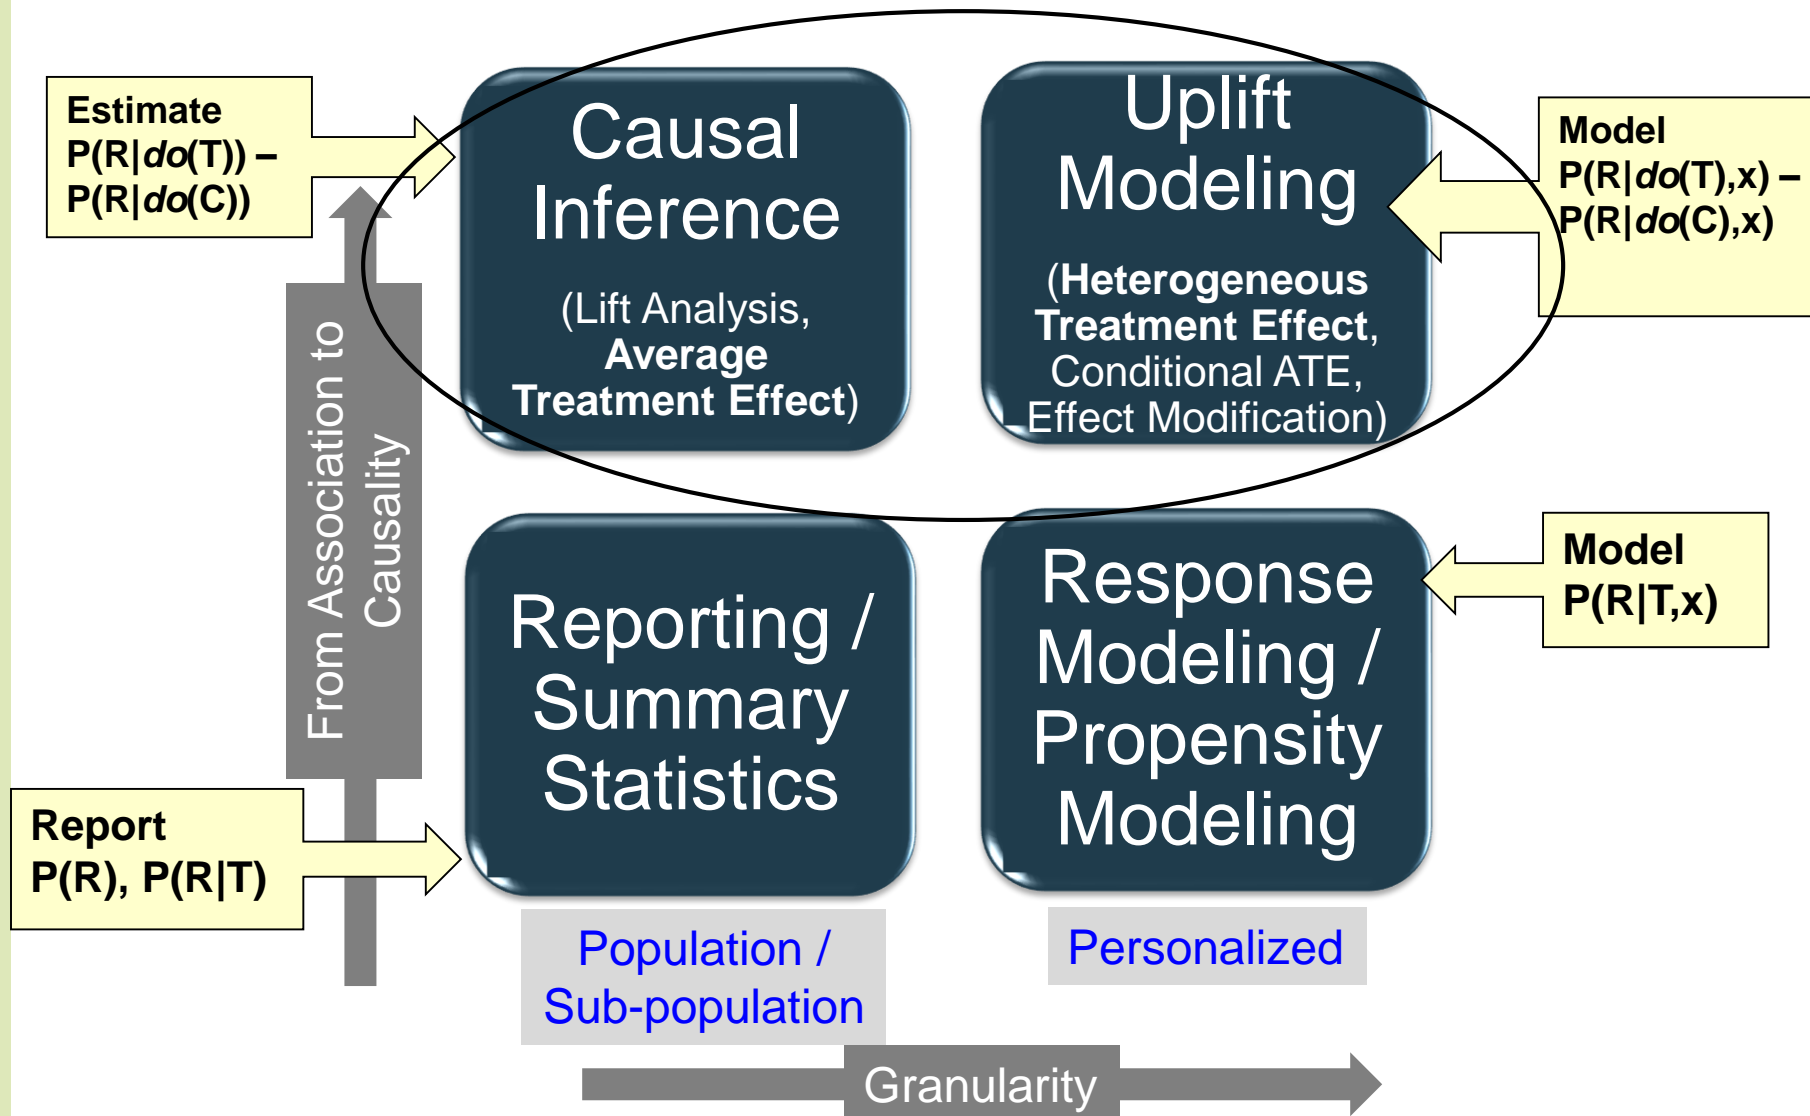 Estimate
P(R|do(T)) –
P(R|do(C))
Causal
Inference
(Lift Analysis,
Average
Treatment Effect)
Uplift
Modeling
(Heterogeneous
Treatment Effect,
Conditional ATE,
Effect Modification)
Model
P(R|do(T),x) –
P(R|do(C),x)
From Association to
Causality
Reporting /
Summary
Statistics
Response
Modeling /
Propensity
Modeling
Model
P(R|T,x)
Report
P(R), P(R|T)
Population /
Sub-population
Personalized
Granularity